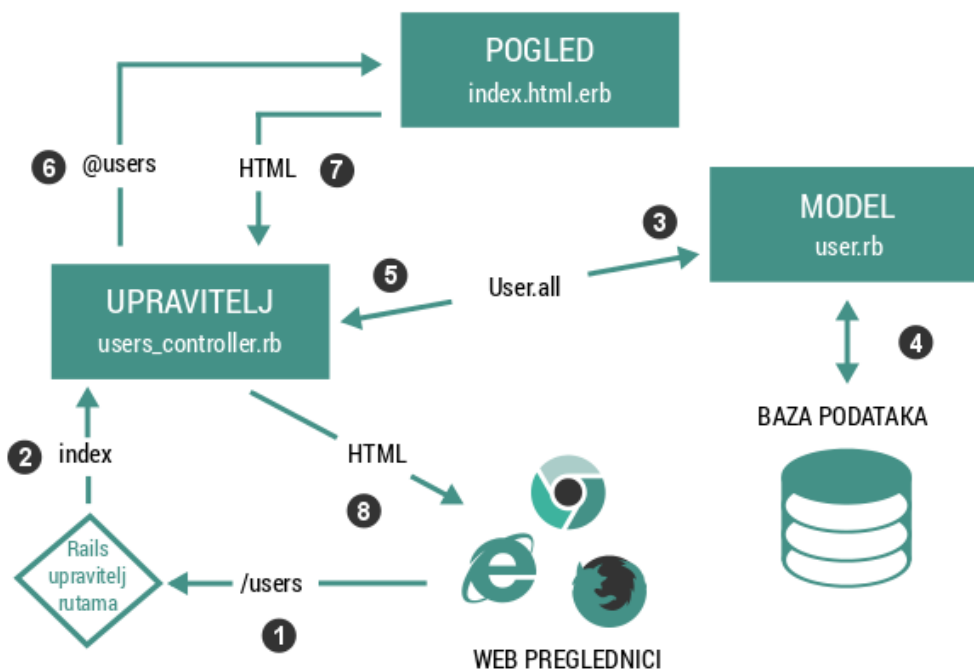 POGLED
index.html.erb
6
@users
HTML
7
MODEL
user.rb
3
5
User.all
UPRAVITELJ
users_controller.rb
4
BAZA PODATAKA
2
index
HTML
8
Rails
upravitelj
rutama
/users
1
WEB PREGLEDNICI